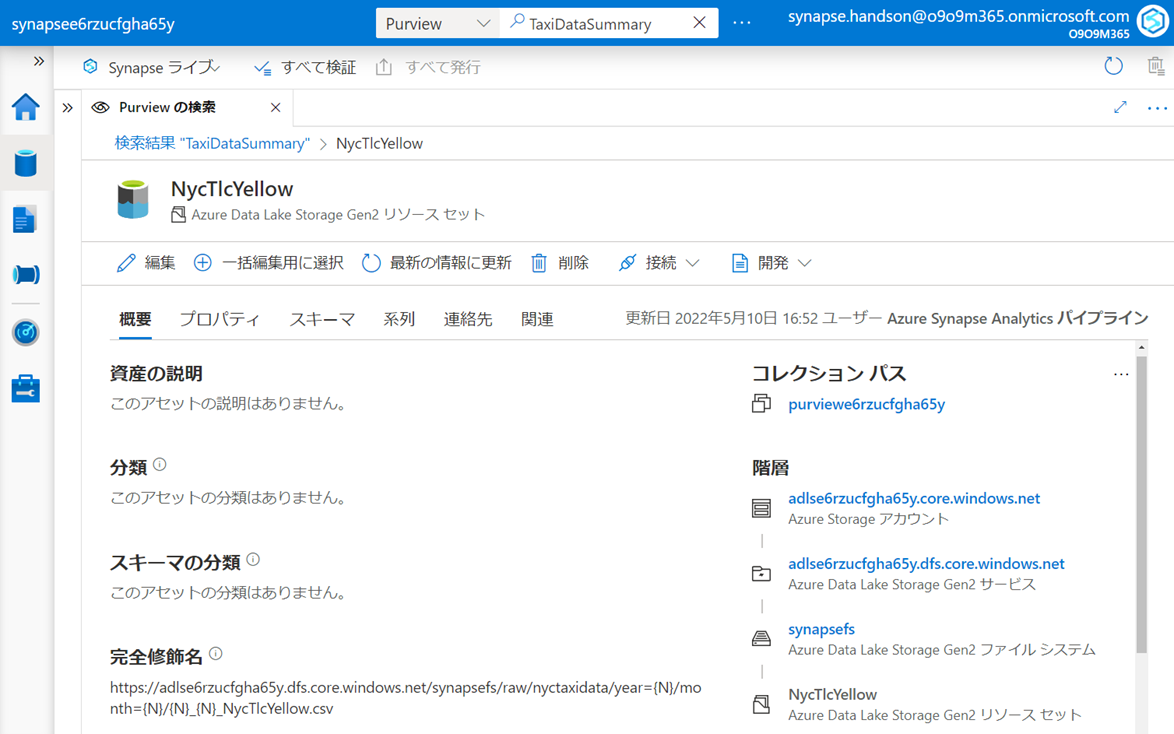 synapsee6rzucfgha65y
Purview
TaxiDataSummary
synapse.handson@o9o9m365.onmicrosoft.com
O9O9M365
Synapse ライブ
すべて検証
すべて発行
Purview の検索
検索結果 "TaxiDataSummary" > NycTlcYellow
NycTlcYellow
Azure Data Lake Storage Gen2 リソース セット
編集
一括編集用に選択
最新の情報に更新
削除
接続
開発
概要
プロパティ
スキーマ
系列
連絡先
関連
更新日 2022年5月10日 16:52 ユーザー Azure Synapse Analytics パイプライン
資産の説明
このアセットの説明はありません。
分類
このアセットの分類はありません。
スキーマの分類
このアセットの分類はありません。
完全修飾名
https://adlse6rzucfgha65y.dfs.core.windows.net/synapsefs/raw/nyctaxidata/year={N}/mo
nth={N}/{N}_{N}_NycTlcYellow.csv
コレクション パス
purviewe6rzucfgha65y
階層
adlse6rzucfgha65y.core.windows.net
Azure Storage アカウント
adlse6rzucfgha65y.dfs.core.windows.net
Azure Data Lake Storage Gen2 サービス
synapsefs
Azure Data Lake Storage Gen2 ファイル システム
NycTlcYellow
Azure Data Lake Storage Gen2 リソース セット